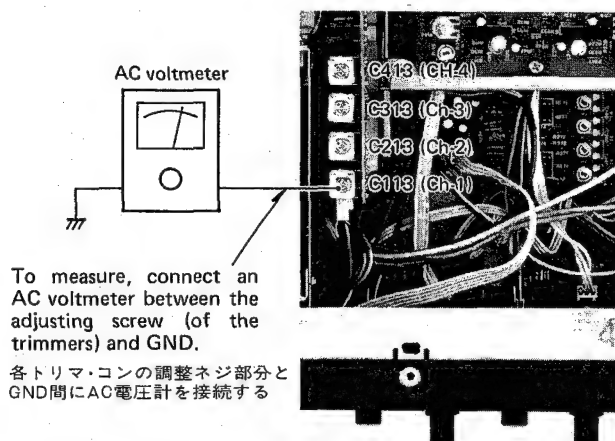 AC voltmeter
C413 (CH-4)
C313 (Ch-3)
C213 (Ch-2)
C113 (Ch-1)
To measure, connect an
AC voltmeter between the
adjusting screw (of the
trimmers) and GND.
各トリマ・コンの調整ネジ部分と
GND間にAC電圧計を接続する